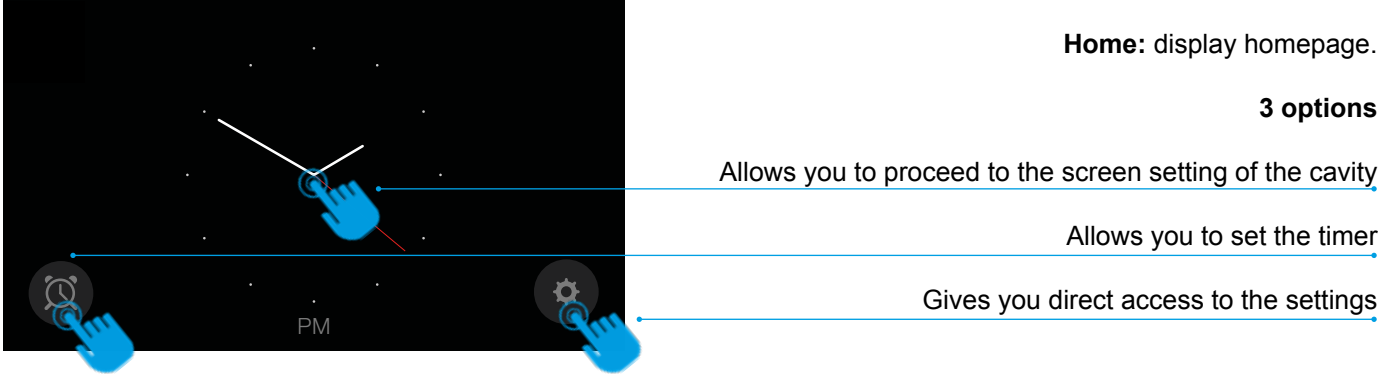 Home: display homepage.
3 options
Allows you to proceed to the screen setting of the cavity
Allows you to set the timer
Gives you direct access to the settings
PM